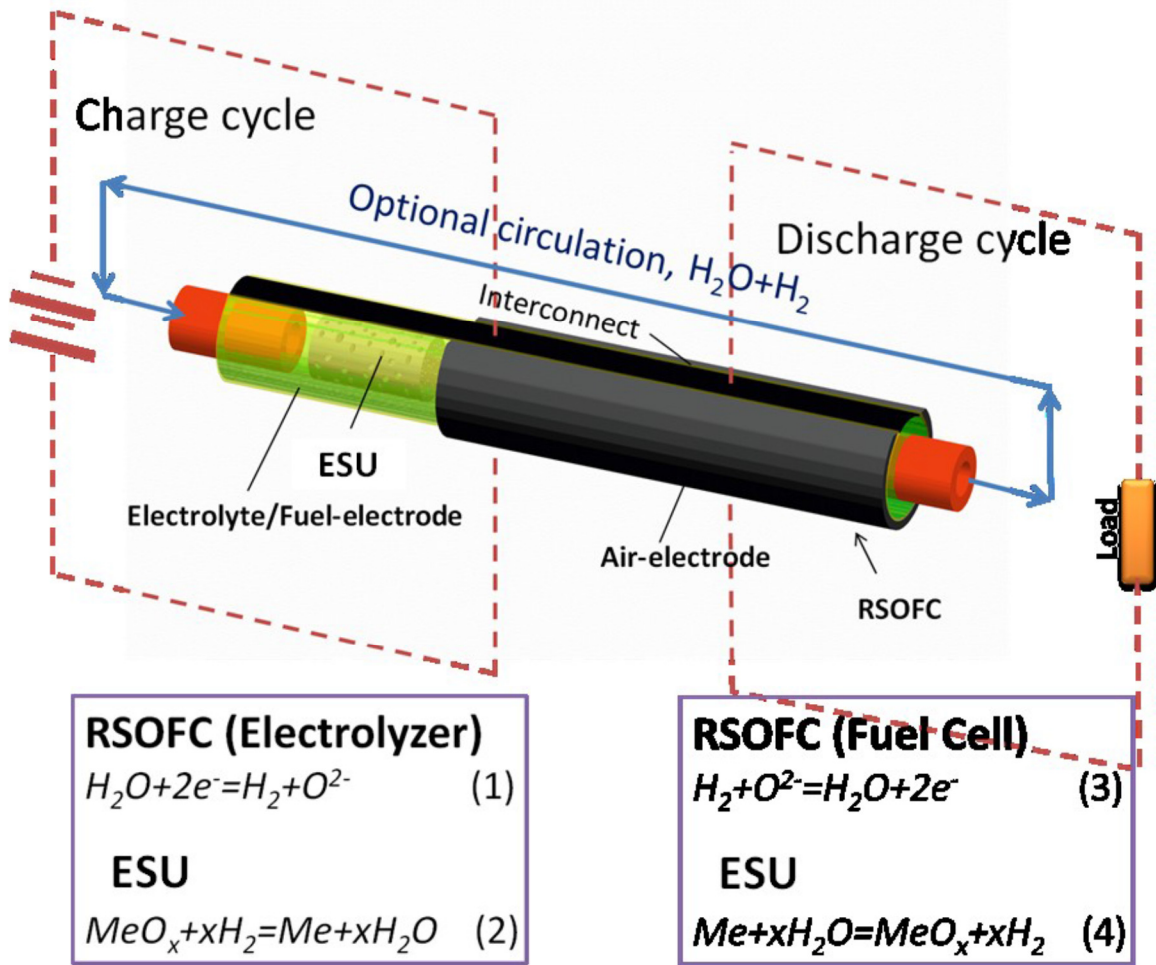 Charge cycle
Optional circulation, H₂O+H₂
Discharge cycle
Interconnect
ESU
Electrolyte/Fuel-electrode
Air-electrode
RSOFC
Load
RSOFC (Electrolyzer)
H₂O+2e⁻=H₂+O²⁻ (1)
ESU
MeOₓ+xH₂=Me+xH₂O (2)
RSOFC (Fuel Cell)
H₂+O²⁻=H₂O+2e⁻ (3)
ESU
Me+xH₂O=MeOₓ+xH₂ (4)